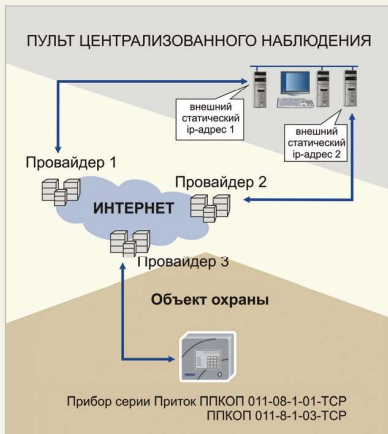 ПУЛЬТ ЦЕНТРАЛИЗОВАННОГО НАБЛЮДЕНИЯ
внешний
статический
ip-адрес 1
внешний
статический
ip-адрес 2
Провайдер 1
Провайдер 2
ИНТЕРНЕТ
Провайдер 3
Объект охраны
Прибор серии Приток ППКОП 011-08-1-01-TCP
ППКОП 011-8-1-03-TCP